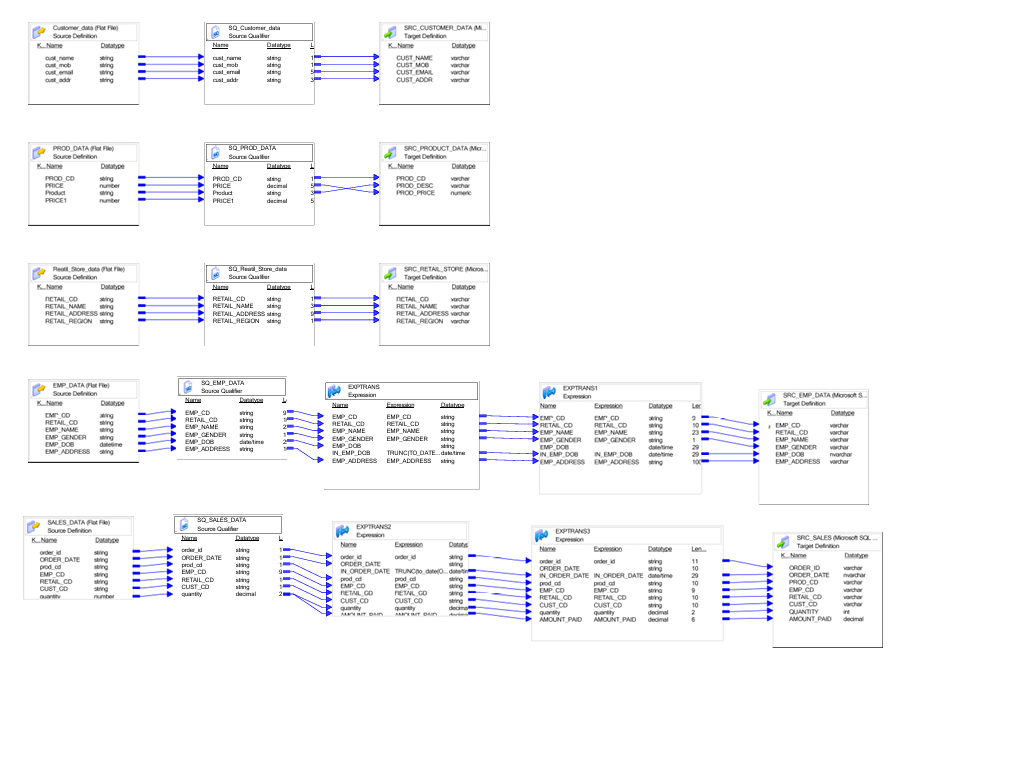 Customer_data (Flat File)
Source Definition
K... Name Datatype
cust_name string
cust_mob string
cust_email string
cust_addr string
SQ_Customer_data
Source Qualifier
Name Datatype L
cust_name string 1
cust_mob string 1
cust_email string 5
cust_addr string 3
SRC_CUSTOMER_DATA (Mi...
Target Definition
K... Name Datatype
CUST_NAME varchar
CUST_MOB varchar
CUST_EMAIL varchar
CUST_ADDR varchar
PROD_DATA (Flat File)
Source Definition
K... Name Datatype
PROD_CD string
PRICE number
Product string
PRICE1 number
SQ_PROD_DATA
Source Qualifier
Name Datatype L
PROD_CD string 1
PRICE decimal 5
Product string 3
PRICE1 decimal 5
SRC_PRODUCT_DATA (Micr...
Target Definition
K... Name Datatype
PROD_CD varchar
PROD_DESC varchar
PROD_PRICE numeric
Reatil_Store_data (Flat File)
Source Definition
K... Name Datatype
RETAIL_CD string
RETAIL_NAME string
RETAIL_ADDRESS string
RETAIL_REGION string
SQ_Reatil_Store_data
Source Qualifier
Name Datatype L
RETAIL_CD string 1
RETAIL_NAME string 3
RETAIL_ADDRESS string 9
RETAIL_REGION string 1
SRC_RETAIL_STORE (Micros...
Target Definition
K... Name Datatype
RETAIL_CD varchar
RETAIL_NAME varchar
RETAIL_ADDRESS varchar
RETAIL_REGION varchar
EMP_DATA (Flat File)
Source Definition
K... Name Datatype
EMP_CD string
RETAIL_CD string
EMP_NAME string
EMP_GENDER string
EMP_DOB datetime
EMP_ADDRESS string
SQ_EMP_DATA
Source Qualifier
Name Datatype L
EMP_CD string 9
RETAIL_CD string 1
EMP_NAME string 2
EMP_GENDER string 1
EMP_DOB date/time 2
EMP_ADDRESS string 1
EXPTRANS
Expression
Name Expression Datatyp
EMP_CD EMP_CD string
RETAIL_CD RETAIL_CD string
EMP_NAME EMP_NAME string
EMP_GENDER EMP_GENDER string
EMP_DOB string
IN_EMP_DOB TRUNC(TO_DATE... date/time
EMP_ADDRESS EMP_ADDRESS string
EXPTRANS1
Expression
Name Expression Datatype Len
EMP_CD EMP_CD string 9
RETAIL_CD RETAIL_CD string 10
EMP_NAME EMP_NAME string 23
EMP_GENDER EMP_GENDER string 1
EMP_DOB date/time 29
IN_EMP_DOB IN_EMP_DOB date/time 29
EMP_ADDRESS EMP_ADDRESS string 100
SRC_EMP_DATA (Microsoft S...
Target Definition
K... Name Datatype
EMP_CD varchar
RETAIL_CD varchar
EMP_NAME varchar
EMP_GENDER varchar
EMP_DOB nvarchar
EMP_ADDRESS varchar
SALES_DATA (Flat File)
Source Definition
K... Name Datatype
order_id string
ORDER_DATE string
prod_cd string
EMP_CD string
RETAIL_CD string
CUST_CD string
quantity number
SQ_SALES_DATA
Source Qualifier
Name Datatype L
order_id string 1
ORDER_DATE string 1
prod_cd string 1
EMP_CD string 9
RETAIL_CD string 1
CUST_CD string 1
quantity decimal 2
EXPTRANS2
Expression
Name Expression Datatyp
order_id order_id string
ORDER_DATE string
IN_ORDER_DATE TRUNC(to_date(O... date/tim
prod_cd prod_cd string
EMP_CD EMP_CD string
RETAIL_CD RETAIL_CD string
CUST_CD CUST_CD string
quantity quantity decimal
AMOUNT_PAID AMOUNT_PAID decimal
EXPTRANS3
Expression
Name Expression Datatype Len...
order_id order_id string 11
ORDER_DATE string 10
IN_ORDER_DATE IN_ORDER_DATE date/time 29
prod_cd prod_cd string 10
EMP_CD EMP_CD string 9
RETAIL_CD RETAIL_CD string 10
CUST_CD CUST_CD string 10
quantity quantity decimal 2
AMOUNT_PAID AMOUNT_PAID decimal 6
SRC_SALES (Microsoft SQL ...
Target Definition
K... Name Datatype
ORDER_ID varchar
ORDER_DATE nvarchar
PROD_CD varchar
EMP_CD varchar
RETAIL_CD varchar
CUST_CD varchar
QUANTITY int
AMOUNT_PAID decimal